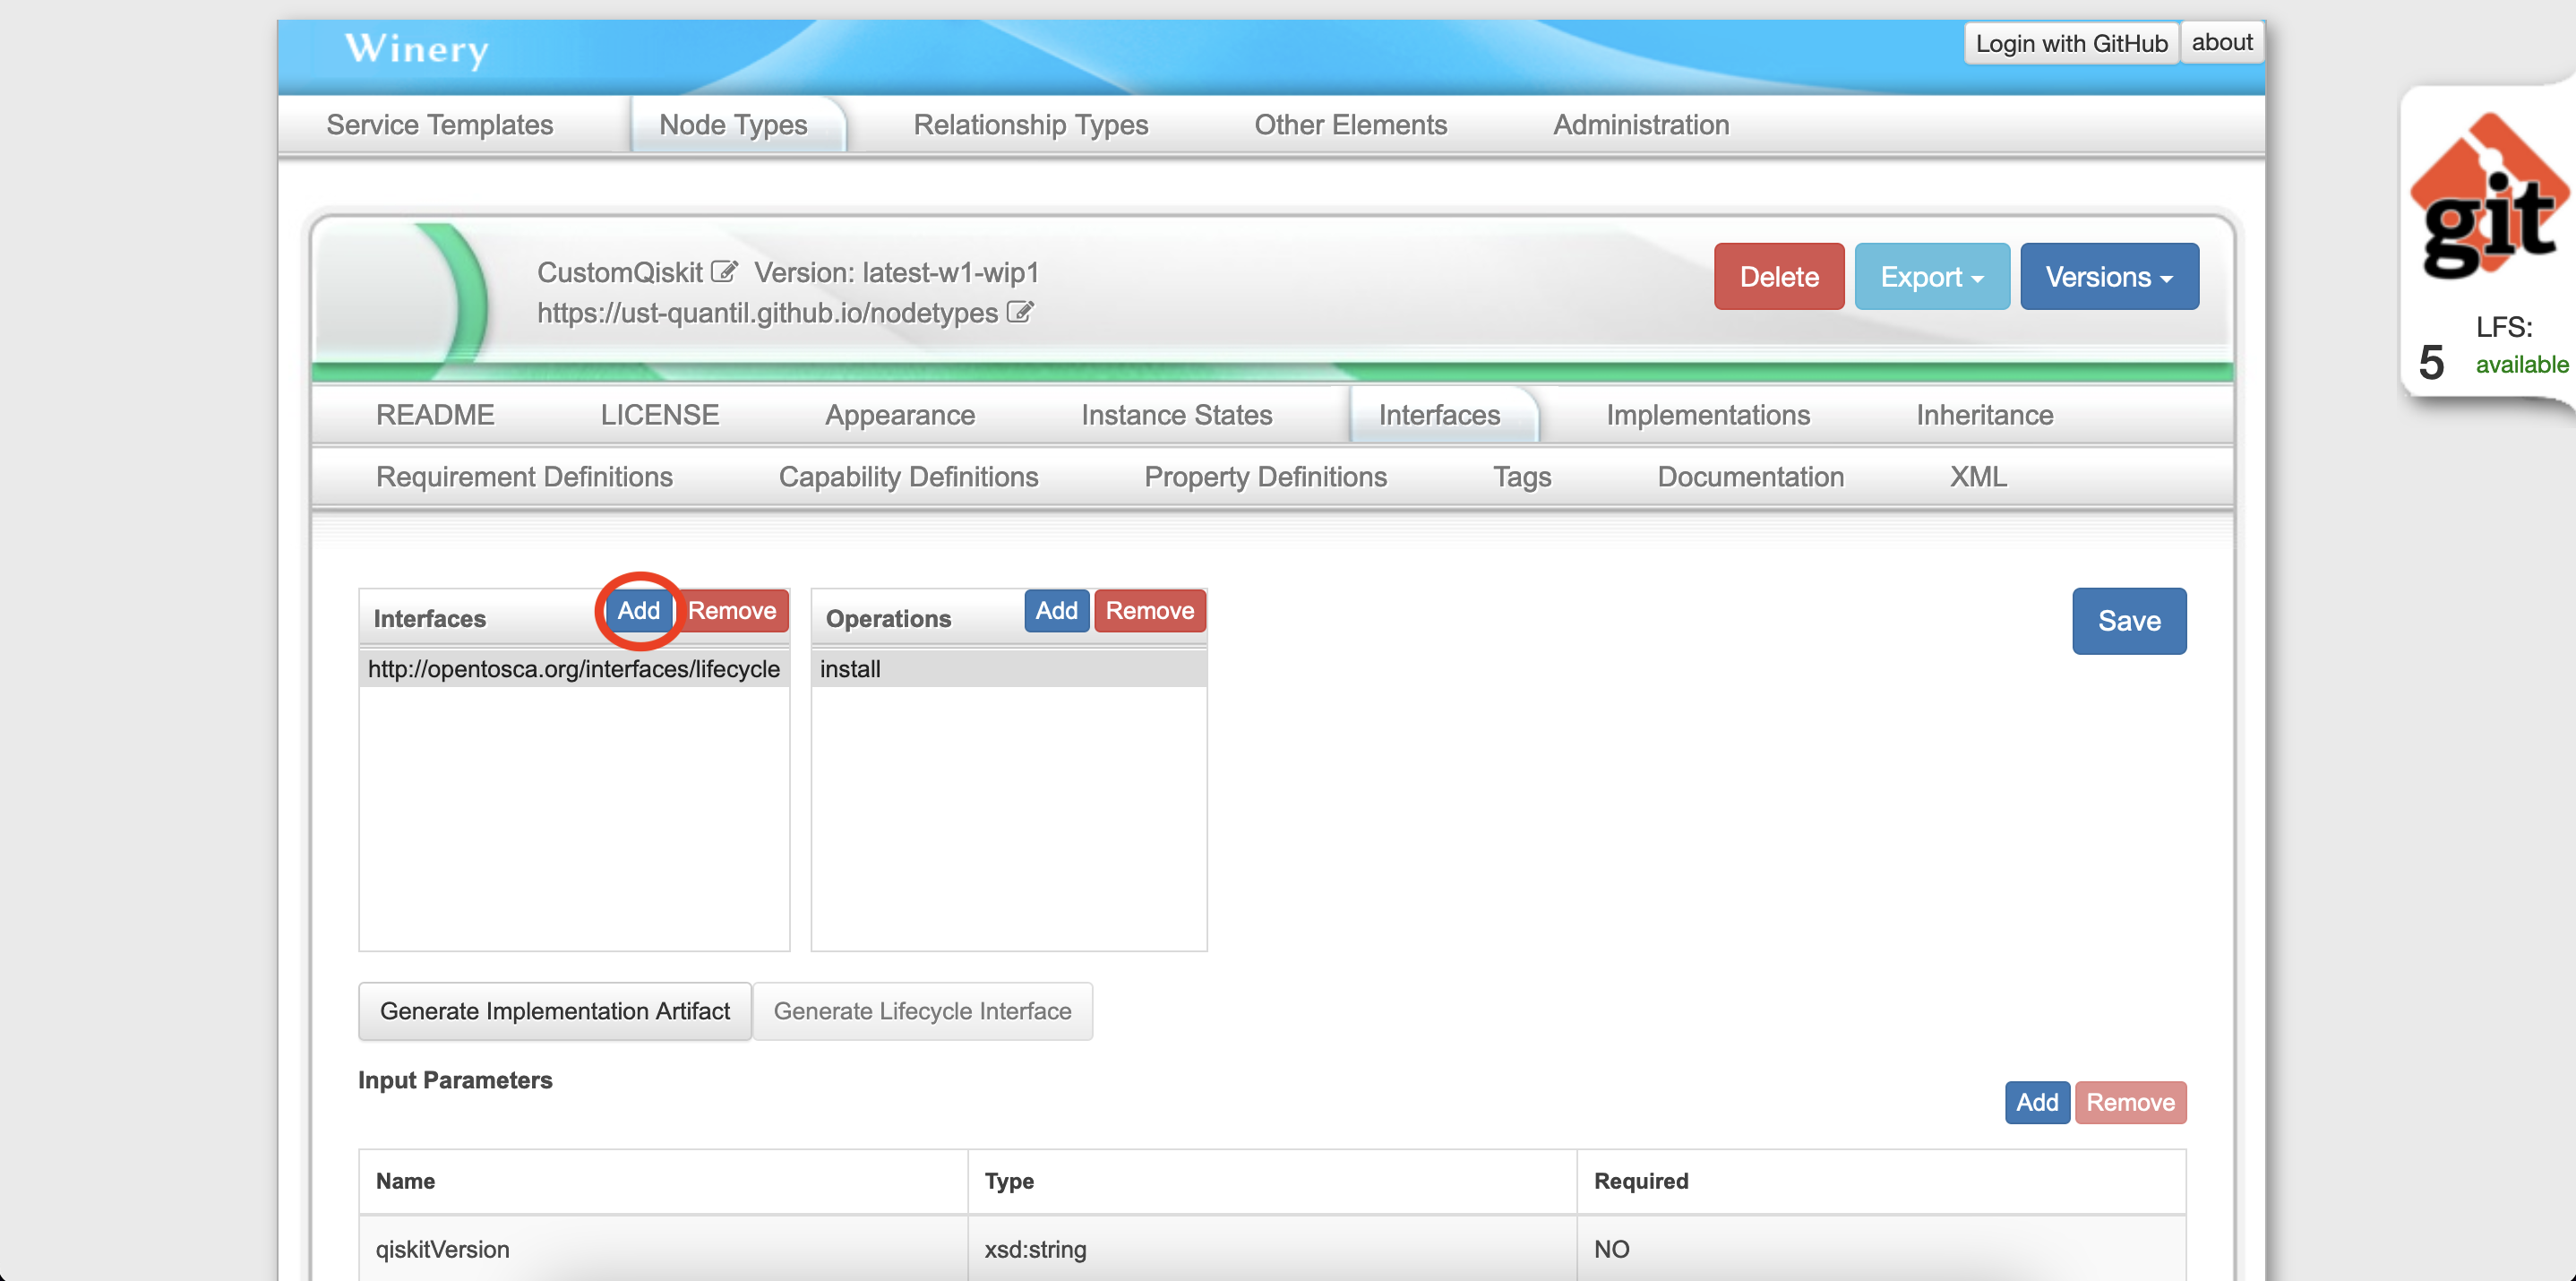 Winery
Login with GitHub
about
Service Templates
Node Types
Relationship Types
Other Elements
Administration
git
5
LFS:
available
CustomQiskit Version: latest-w1-wip1
https://ust-quantil.github.io/nodetypes
Delete
Export
Versions
README
LICENSE
Appearance
Instance States
Interfaces
Implementations
Inheritance
Requirement Definitions
Capability Definitions
Property Definitions
Tags
Documentation
XML
Interfaces
Add
Remove
http://opentosca.org/interfaces/lifecycle
Operations
Add
Remove
install
Save
Generate Implementation Artifact
Generate Lifecycle Interface
Input Parameters
Add
Remove
Name
Type
Required
qiskitVersion
xsd:string
NO